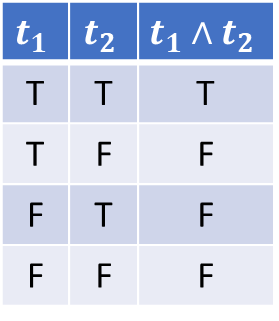 t₁ t₂ t₁ ∧ t₂
T T T
T F F
F T F
F F F